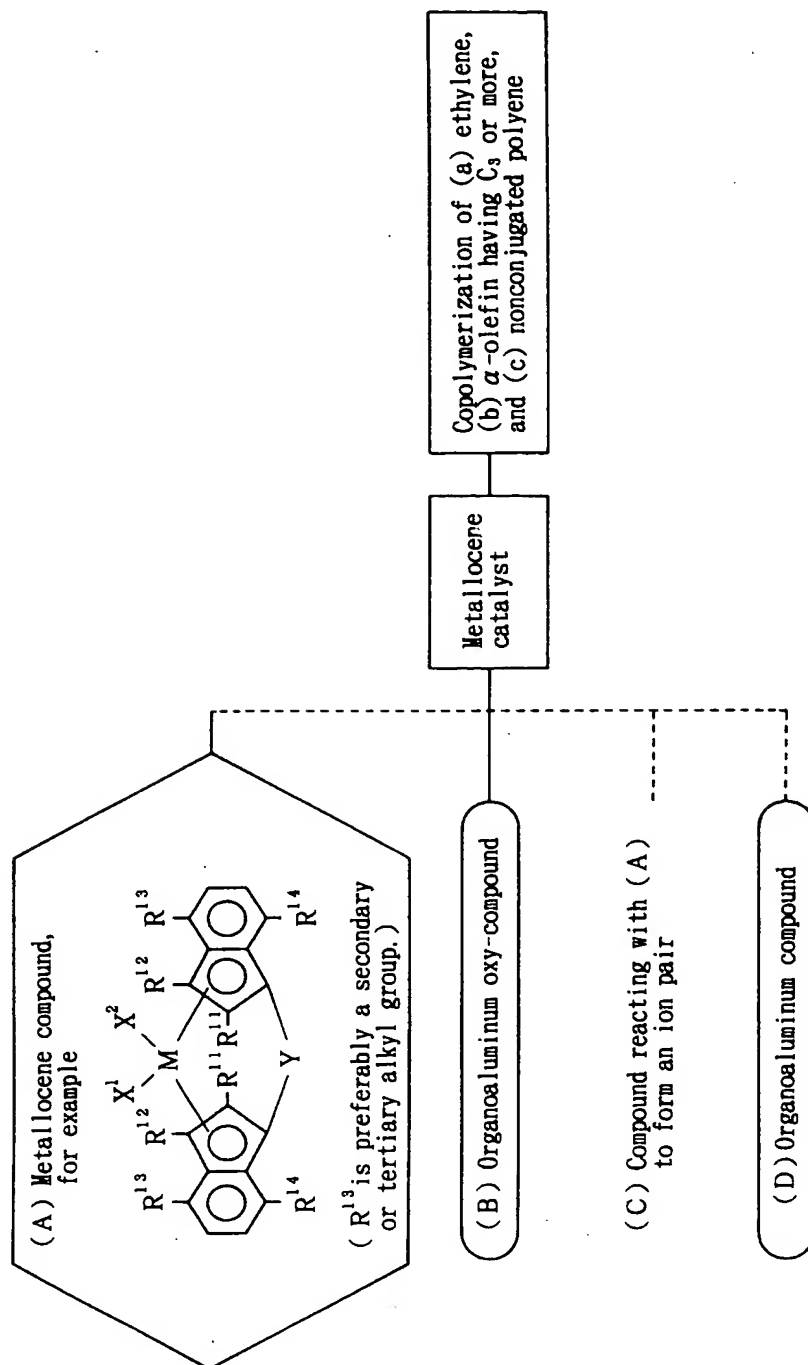 (A) Metallocene compound,
for example
X¹ X²
M
R¹³ R¹² R¹² R¹³
R¹¹ R¹¹
R¹⁴ Y R¹⁴
(R¹³ is preferably a secondary
or tertiary alkyl group.)
(B) Organoaluminum oxy-compound
(C) Compound reacting with (A)
to form an ion pair
(D) Organoaluminum compound
Metallocene
catalyst
Copolymerization of (a) ethylene,
(b) α-olefin having C₃ or more,
and (c) nonconjugated polyene